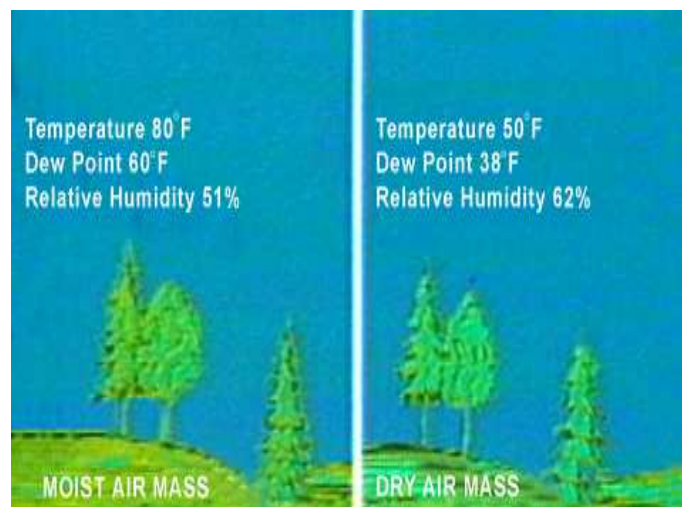 Temperature 80°F
Dew Point 60°F
Relative Humidity 51%
MOIST AIR MASS
Temperature 50°F
Dew Point 38°F
Relative Humidity 62%
DRY AIR MASS